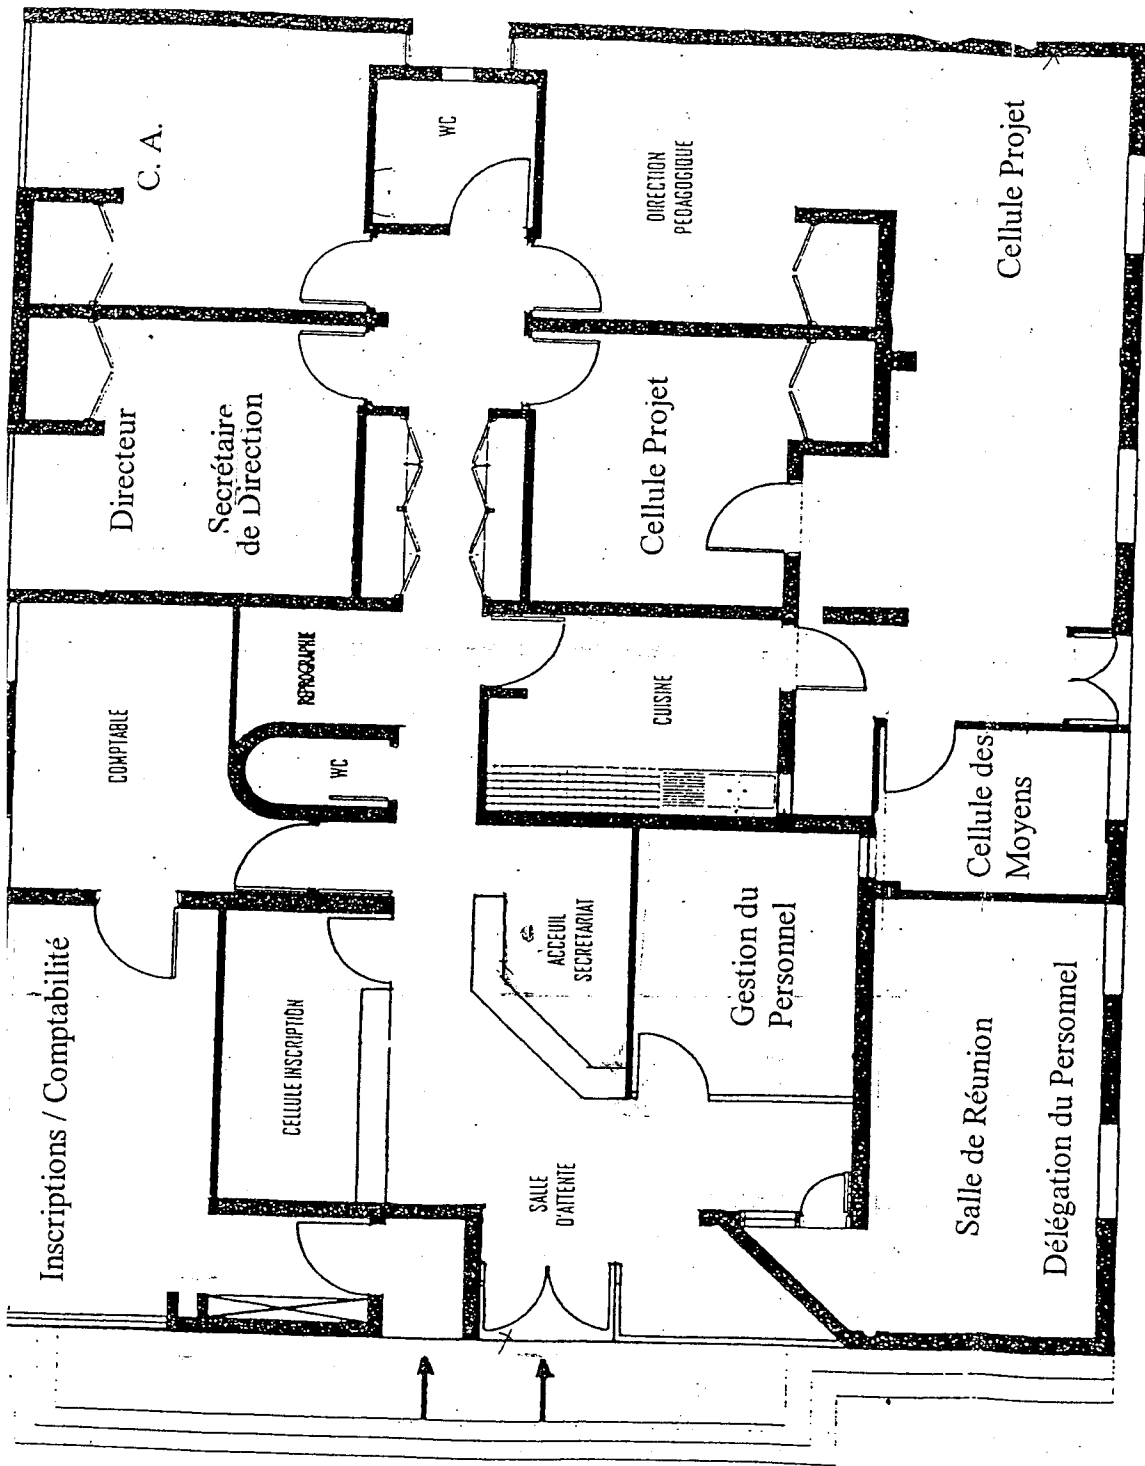 Inscriptions / Comptabilité
COMPTABLE
Directeur
Secrétaire
de Direction
C. A.
CELLULE INSCRIPTION
WC
REPROGRAPHIE
WC
SALLE
D'ATTENTE
ACCEUIL
SECRETARIAT
CUISINE
Cellule Projet
DIRECTION
PEDAGOGIQUE
Gestion du
Personnel
Salle de Réunion
Délégation du Personnel
Cellule des
Moyens
Cellule Projet